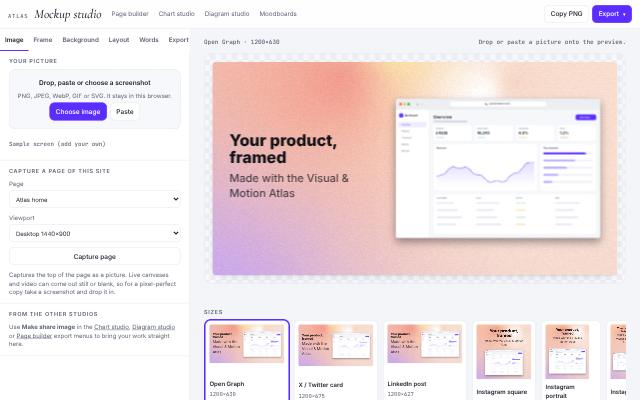 ATLAS Mockup studio Page builder Chart studio Diagram studio Moodboards Copy PNG Export
Image Frame Background Layout Words Export
Open Graph · 1200×630 Drop or paste a picture onto the preview.
YOUR PICTURE
Drop, paste or choose a screenshot
PNG, JPEG, WebP, GIF or SVG. It stays in this browser.
Choose image Paste
Sample screen (add your own)
CAPTURE A PAGE OF THIS SITE
Page
Atlas home
Viewport
Desktop 1440×900
Capture page
Captures the top of the page as a picture. Live canvases
and video can come out still or blank, so for a pixel-perfect
copy take a screenshot and drop it in.
FROM THE OTHER STUDIOS
Use Make share image in the Chart studio, Diagram studio
or Page builder export menus to bring your work straight
here.
Your product,
framed
Made with the Visual &
Motion Atlas
Overview
SIZES
Open Graph
1200×630
X / Twitter card
1200×675
LinkedIn post
1200×627
Instagram square
Instagram
portrait